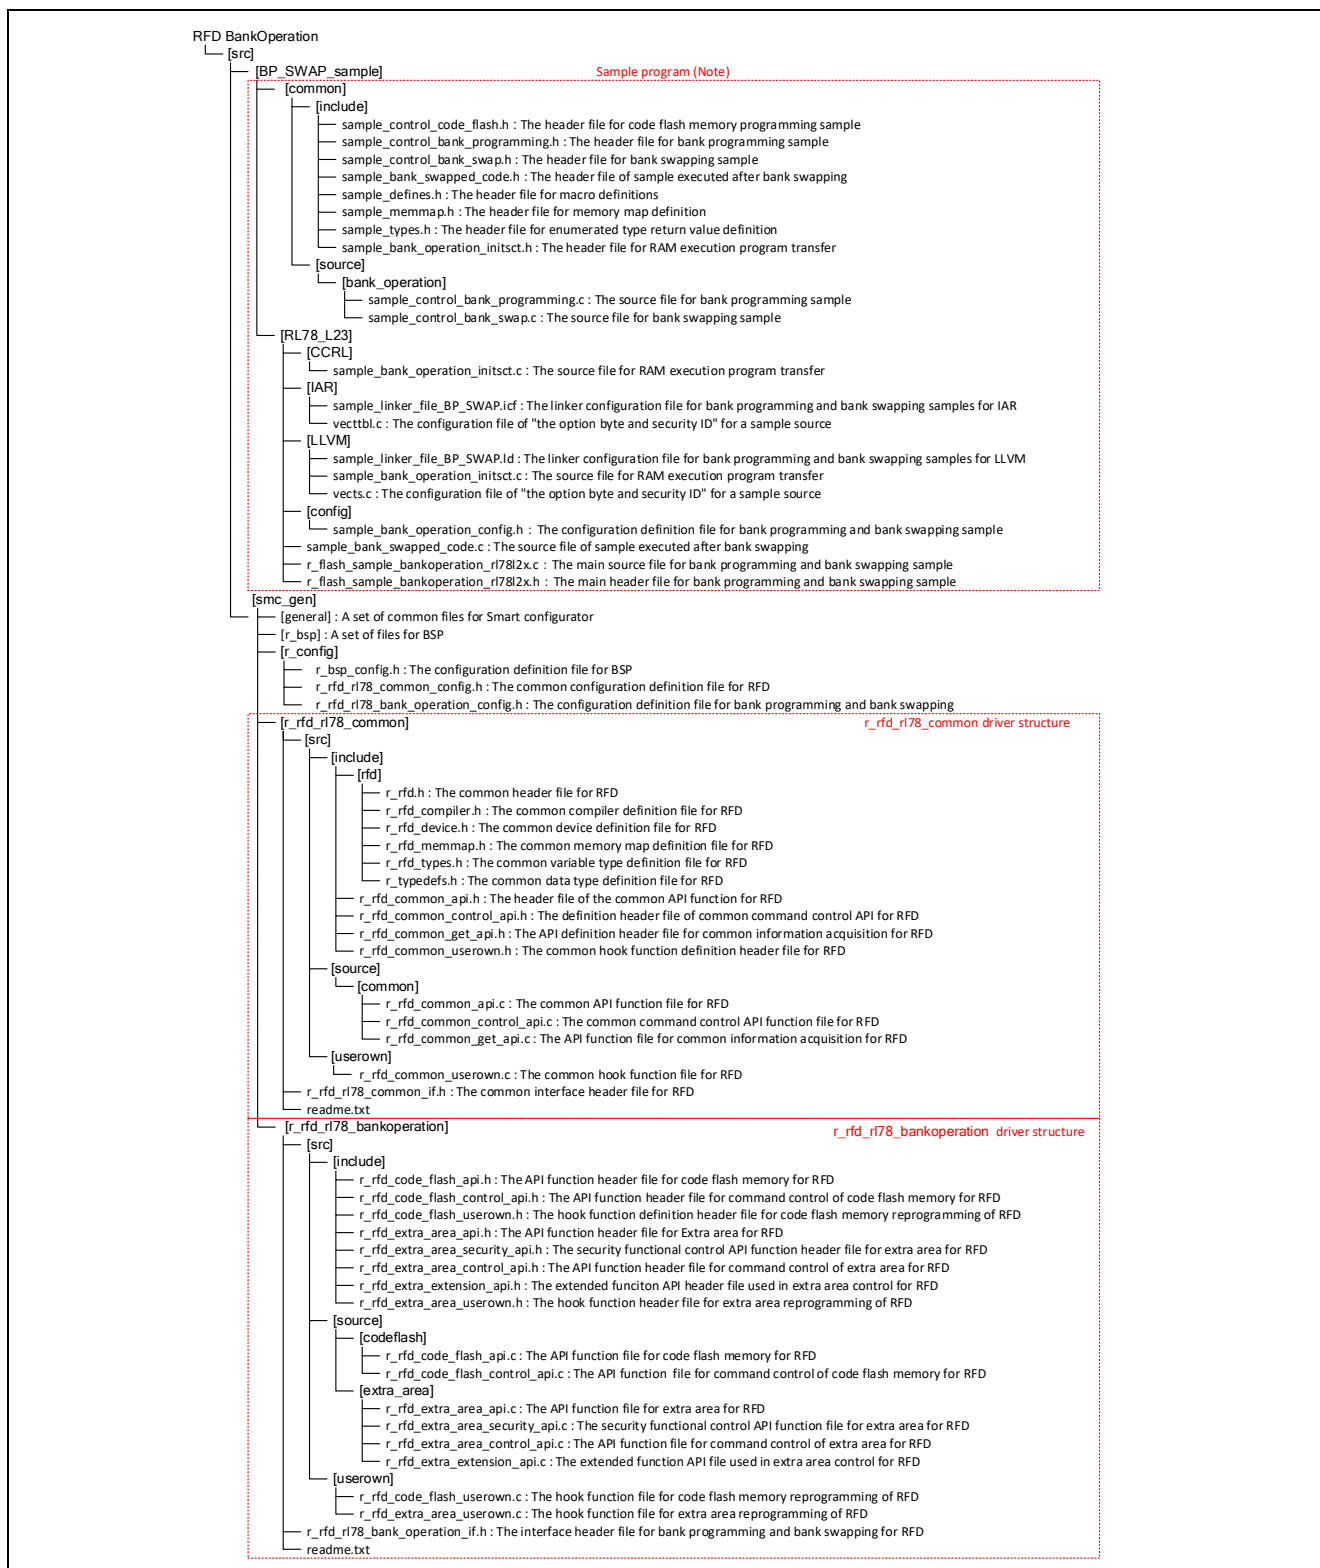 RFD BankOperation
[src]
[BP_SWAP_sample]
Sample program (Note)
[common]
[include]
sample_control_code_flash.h : The header file for code flash memory programming sample
sample_control_bank_programming.h : The header file for bank programming sample
sample_control_bank_swap.h : The header file for bank swapping sample
sample_bank_swapped_code.h : The header file of sample executed after bank swapping
sample_defines.h : The header file for macro definitions
sample_memmap.h : The header file for memory map definition
sample_types.h : The header file for enumerated type return value definition
sample_bank_operation_initsct.h : The header file for RAM execution program transfer
[source]
[bank_operation]
sample_control_bank_programming.c : The source file for bank programming sample
sample_control_bank_swap.c : The source file for bank swapping sample
[RL78_L23]
[CCRL]
sample_bank_operation_initsct.c : The source file for RAM execution program transfer
[IAR]
sample_linker_file_BP_SWAP.icf : The linker configuration file for bank programming and bank swapping samples for IAR
vecttbl.c : The configuration file of "the option byte and security ID" for a sample source
[LLVM]
sample_linker_file_BP_SWAP.ld : The linker configuration file for bank programming and bank swapping samples for LLVM
sample_bank_operation_initsct.c : The source file for RAM execution program transfer
vects.c : The configuration file of "the option byte and security ID" for a sample source
[config]
sample_bank_operation_config.h : The configuration definition file for bank programming and bank swapping sample
sample_bank_swapped_code.c : The source file of sample executed after bank swapping
r_flash_sample_bankoperation_rl78l2x.c : The main source file for bank programming and bank swapping sample
r_flash_sample_bankoperation_rl78l2x.h : The main header file for bank programming and bank swapping sample
[smc_gen]
[general] : A set of common files for Smart configurator
[r_bsp] : A set of files for BSP
[r_config]
r_bsp_config.h : The configuration definition file for BSP
r_rfd_rl78_common_config.h : The common configuration definition file for RFD
r_rfd_rl78_bank_operation_config.h : The configuration definition file for bank programming and bank swapping
[r_rfd_rl78_common]
r_rfd_rl78_common driver structure
[src]
[include]
[rfd]
r_rfd.h : The common header file for RFD
r_rfd_compiler.h : The common compiler definition file for RFD
r_rfd_device.h : The common device definition file for RFD
r_rfd_memmap.h : The common memory map definition file for RFD
r_rfd_types.h : The common variable type definition file for RFD
r_typedefs.h : The common data type definition file for RFD
r_rfd_common_api.h : The header file of the common API function for RFD
r_rfd_common_control_api.h : The definition header file of common command control API for RFD
r_rfd_common_get_api.h : The API definition header file for common information acquisition for RFD
r_rfd_common_userown.h : The common hook function definition header file for RFD
[source]
[common]
r_rfd_common_api.c : The common API function file for RFD
r_rfd_common_control_api.c : The common command control API function file for RFD
r_rfd_common_get_api.c : The API function file for common information acquisition for RFD
[userown]
r_rfd_common_userown.c : The common hook function file for RFD
r_rfd_rl78_common_if.h : The common interface header file for RFD
readme.txt
[r_rfd_rl78_bankoperation]
r_rfd_rl78_bankoperation driver structure
[src]
[include]
r_rfd_code_flash_api.h : The API function header file for code flash memory for RFD
r_rfd_code_flash_control_api.h : The API function header file for command control of code flash memory for RFD
r_rfd_code_flash_userown.h : The hook function definition header file for code flash memory reprogramming of RFD
r_rfd_extra_area_api.h : The API function header file for Extra area for RFD
r_rfd_extra_area_security_api.h : The security functional control API function header file for extra area for RFD
r_rfd_extra_area_control_api.h : The API function header file for command control of extra area for RFD
r_rfd_extra_extension_api.h : The extended funciton API header file used in extra area control for RFD
r_rfd_extra_area_userown.h : The hook function header file for extra area reprogramming of RFD
[source]
[codeflash]
r_rfd_code_flash_api.c : The API function file for code flash memory for RFD
r_rfd_code_flash_control_api.c : The API function file for command control of code flash memory for RFD
[extra_area]
r_rfd_extra_area_api.c : The API function file for extra area for RFD
r_rfd_extra_area_security_api.c : The security functional control API function file for extra area for RFD
r_rfd_extra_area_control_api.c : The API function file for command control of extra area for RFD
r_rfd_extra_extension_api.c : The extended function API file used in extra area control for RFD
[userown]
r_rfd_code_flash_userown.c : The hook function file for code flash memory reprogramming of RFD
r_rfd_extra_area_userown.c : The hook function file for extra area reprogramming of RFD
r_rfd_rl78_bank_operation_if.h : The interface header file for bank programming and bank swapping for RFD
readme.txt